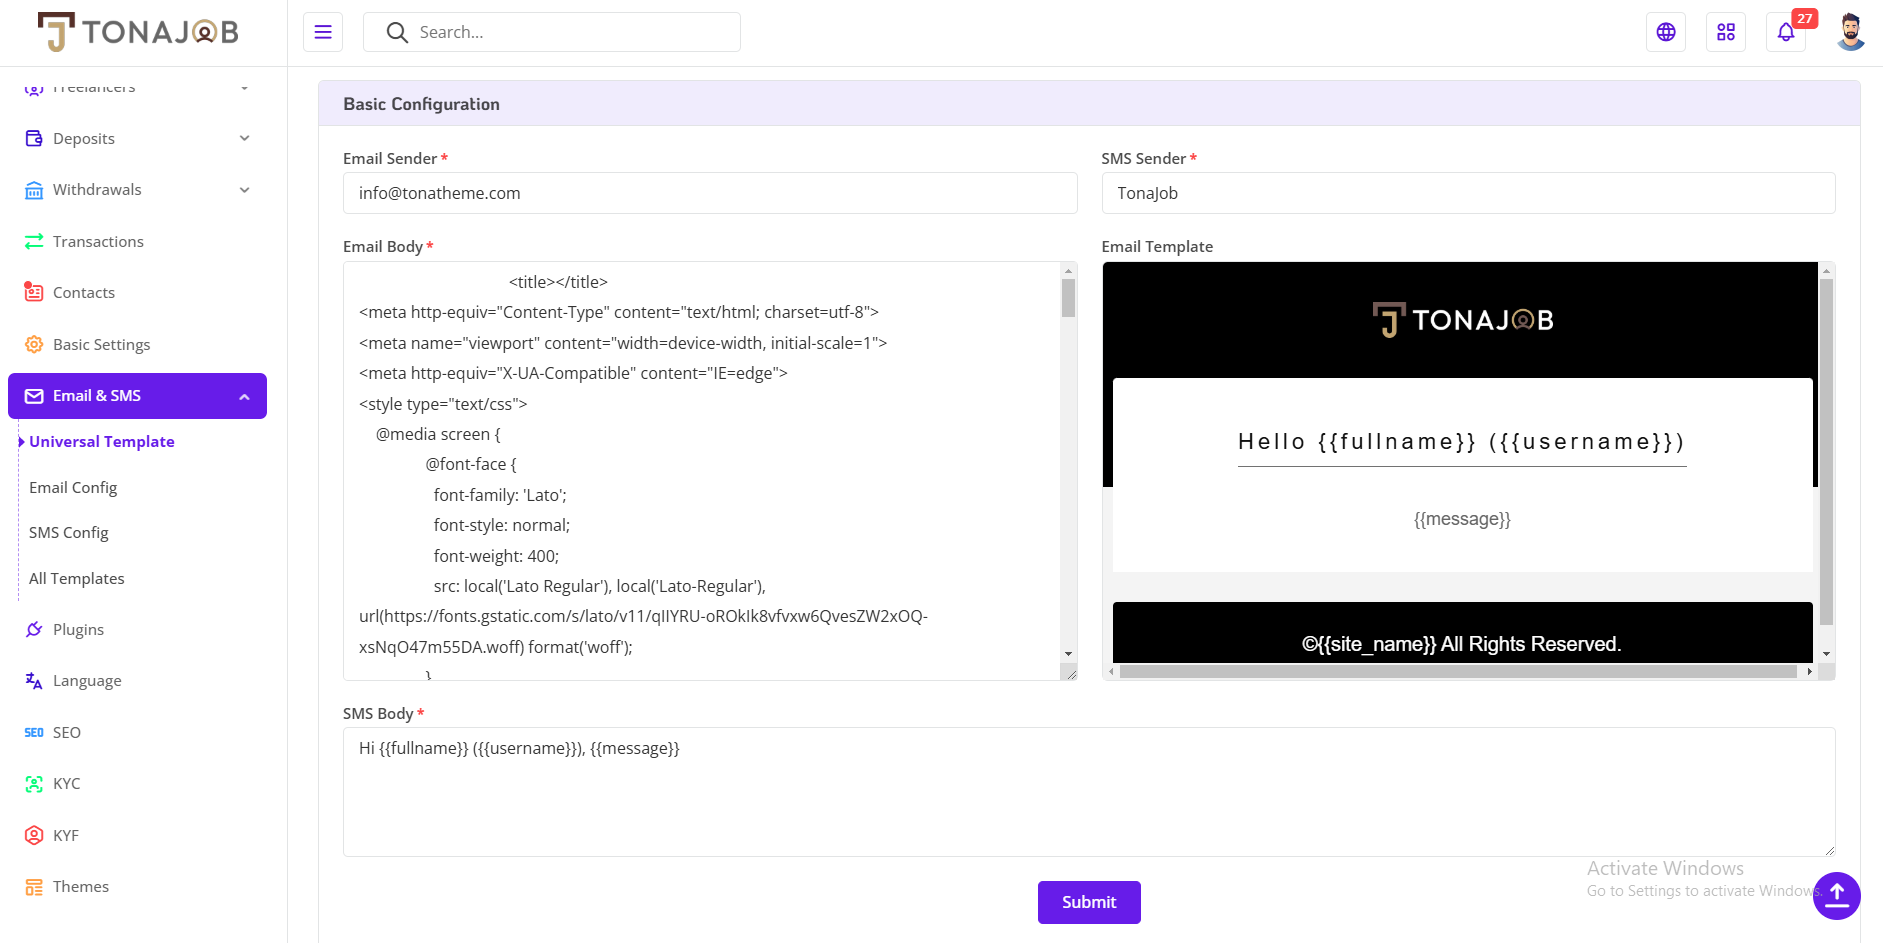 TONAJOB
Search...
27
Freelancers
Deposits
Withdrawals
Transactions
Contacts
Basic Settings
Email & SMS
Universal Template
Email Config
SMS Config
All Templates
Plugins
Language
SEO SEO
KYC
KYF
Themes
Basic Configuration
Email Sender *
info@tonatheme.com
SMS Sender *
TonaJob
Email Body *
<title></title>
<meta http-equiv="Content-Type" content="text/html; charset=utf-8">
<meta name="viewport" content="width=device-width, initial-scale=1">
<meta http-equiv="X-UA-Compatible" content="IE=edge">
<style type="text/css">
@media screen {
@font-face {
font-family: 'Lato';
font-style: normal;
font-weight: 400;
src: local('Lato Regular'), local('Lato-Regular'),
url(https://fonts.gstatic.com/s/lato/v11/qIIYRU-oROkIk8vfvxw6QvesZW2xOQ-
xsNqO47m55DA.woff) format('woff');
}
Email Template
TONAJOB
Hello {{fullname}} ({{username}})
{{message}}
©{{site_name}} All Rights Reserved.
SMS Body *
Hi {{fullname}} ({{username}}), {{message}}
Submit
Activate Windows
Go to Settings to activate Windows.